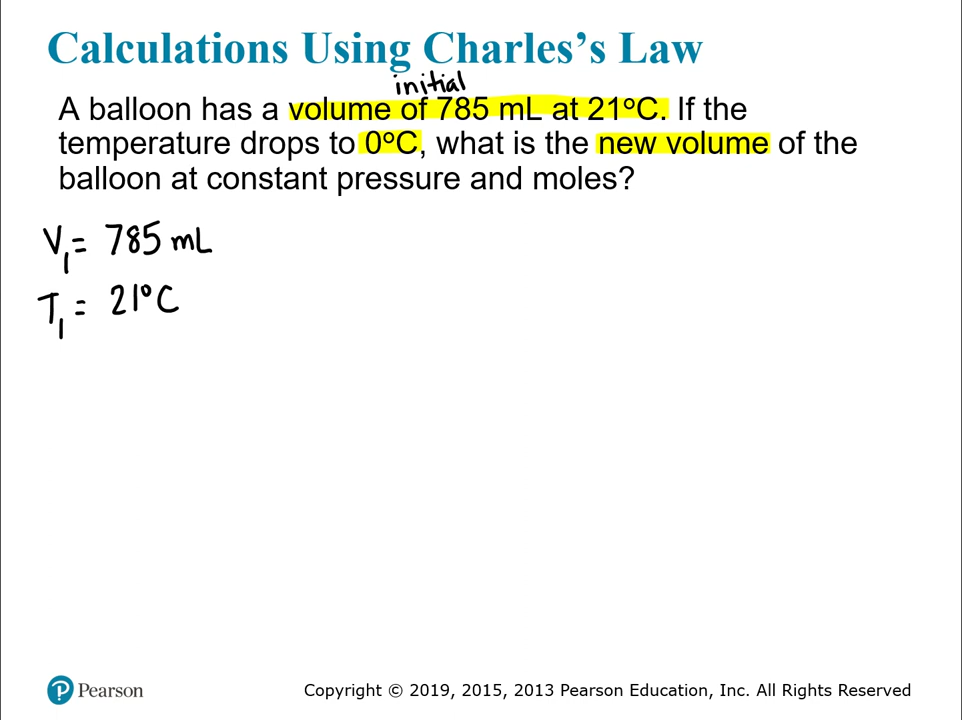 Calculations Using Charles’s Law
initial
A balloon has a volume of 785 mL at 21°C. If the
temperature drops to 0°C, what is the new volume of the
balloon at constant pressure and moles?
V₁ = 785 mL
T₁ = 21°C
Pearson
Copyright © 2019, 2015, 2013 Pearson Education, Inc. All Rights Reserved